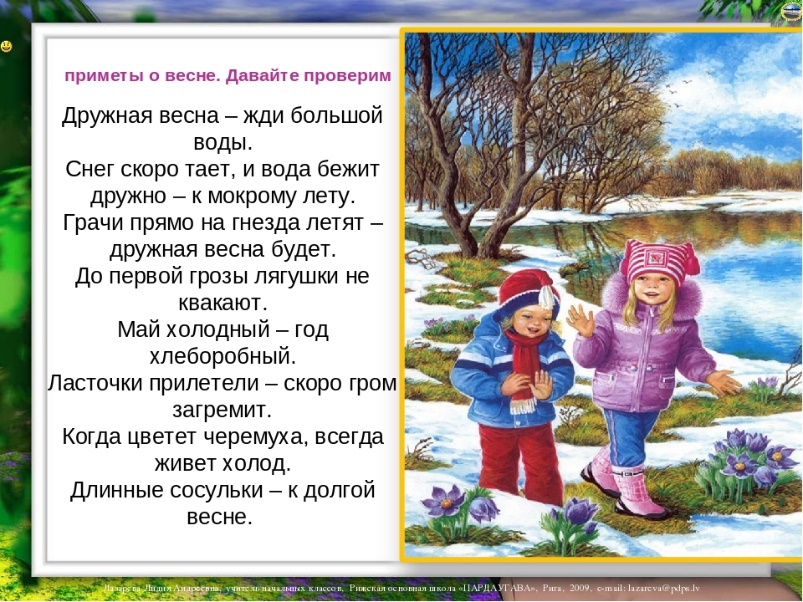 приметы о весне. Давайте проверим
Дружная весна – жди большой
воды.
Снег скоро тает, и вода бежит
дружно – к мокрому лету.
Грачи прямо на гнезда летят –
дружная весна будет.
До первой грозы лягушки не
квакают.
Май холодный – год
хлеборобный.
Ласточки прилетели – скоро гром
загремит.
Когда цветет черемуха, всегда
живет холод.
Длинные сосульки – к долгой
весне.
Лазарева Лидия Андреевна, учитель начальных классов, Рижская основная школа «ПАРДАУГАВА», Рига, 2009. e-mail: lazareva@pdps.lv